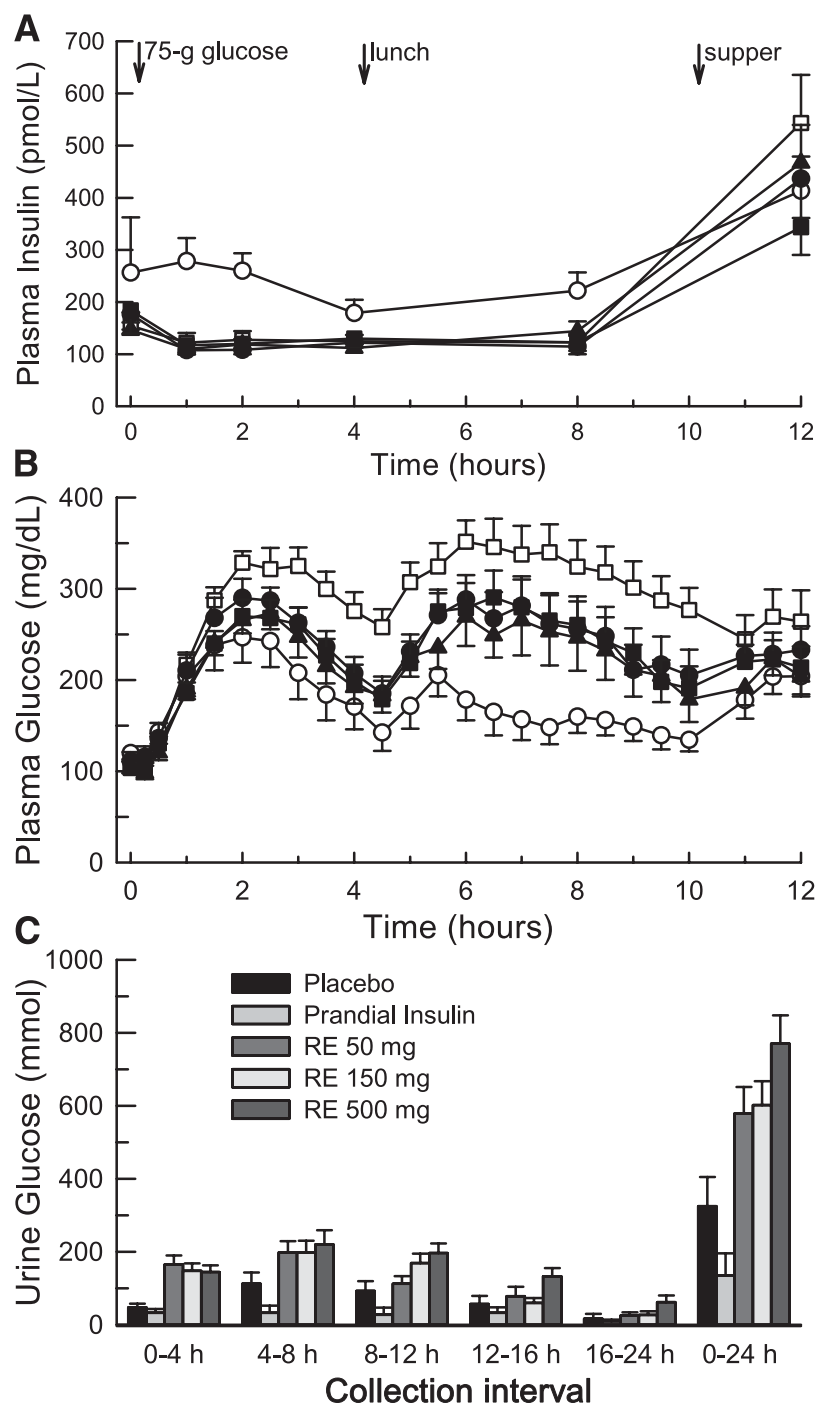 A
75-g glucose
lunch
supper
Plasma Insulin (pmol/L)
700
600
500
400
300
200
100
0
0 2 4 6 8 10 12
Time (hours)
B
Plasma Glucose (mg/dL)
400
300
200
100
0
0 2 4 6 8 10 12
Time (hours)
C
Urine Glucose (mmol)
1000
800
600
400
200
0
Placebo
Prandial Insulin
RE 50 mg
RE 150 mg
RE 500 mg
0-4 h 4-8 h 8-12 h 12-16 h 16-24 h 0-24 h
Collection interval